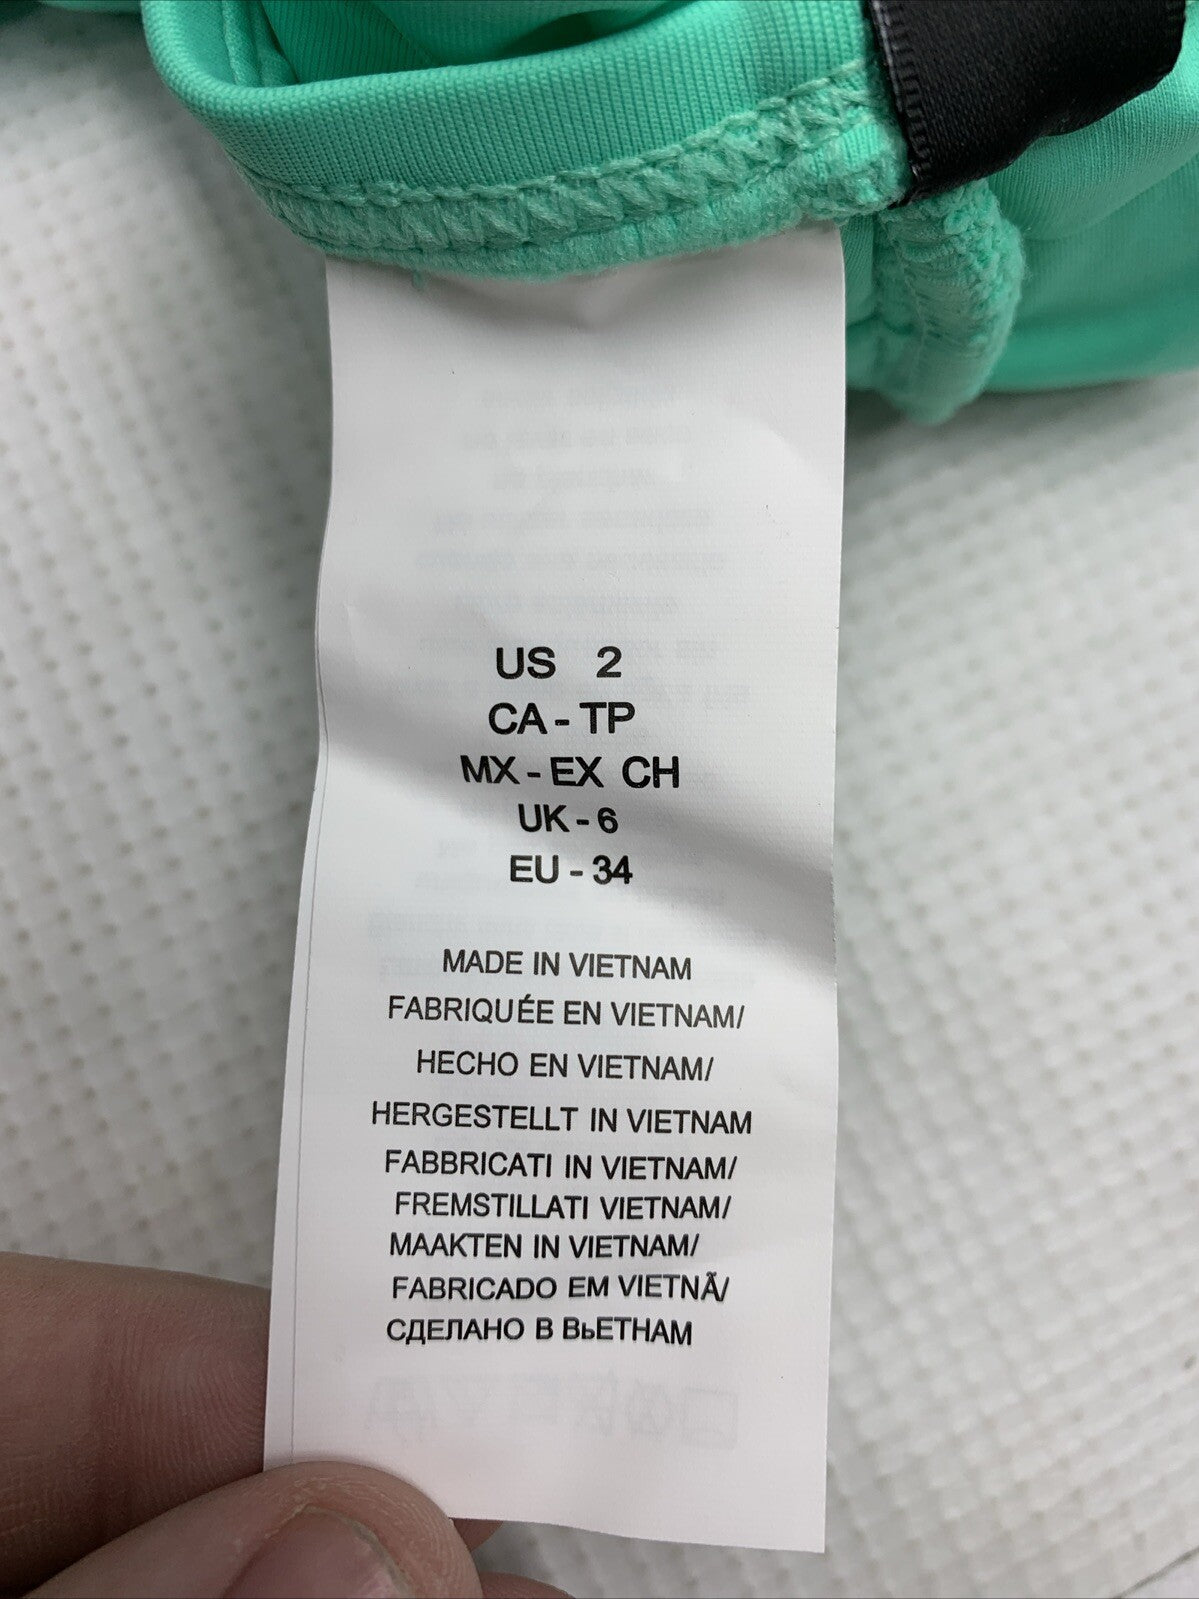 US 2
CA - TP
MX - EX CH
UK - 6
EU - 34
MADE IN VIETNAM
FABRIQUÉE EN VIETNAM/
HECHO EN VIETNAM/
HERGESTELLT IN VIETNAM
FABBRICATI IN VIETNAM/
FREMSTILLATI VIETNAM/
MAAKTEN IN VIETNAM/
FABRICADO EM VIETNÃ/
СДЕЛАНО В ВьЕТНАМ